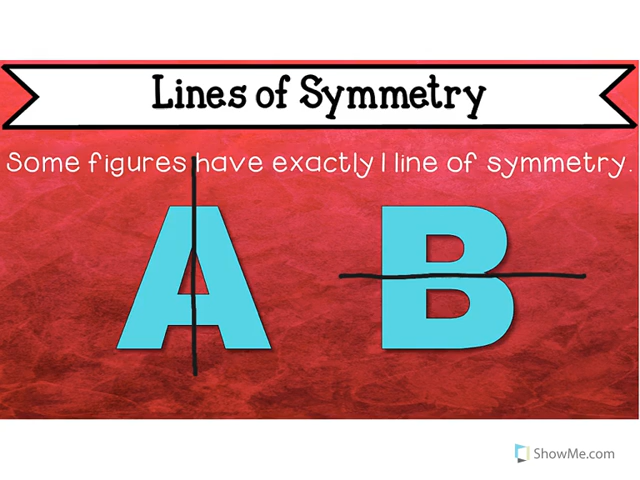 Lines of Symmetry
Some figures have exactly 1 line of symmetry.
A B
ShowMe.com